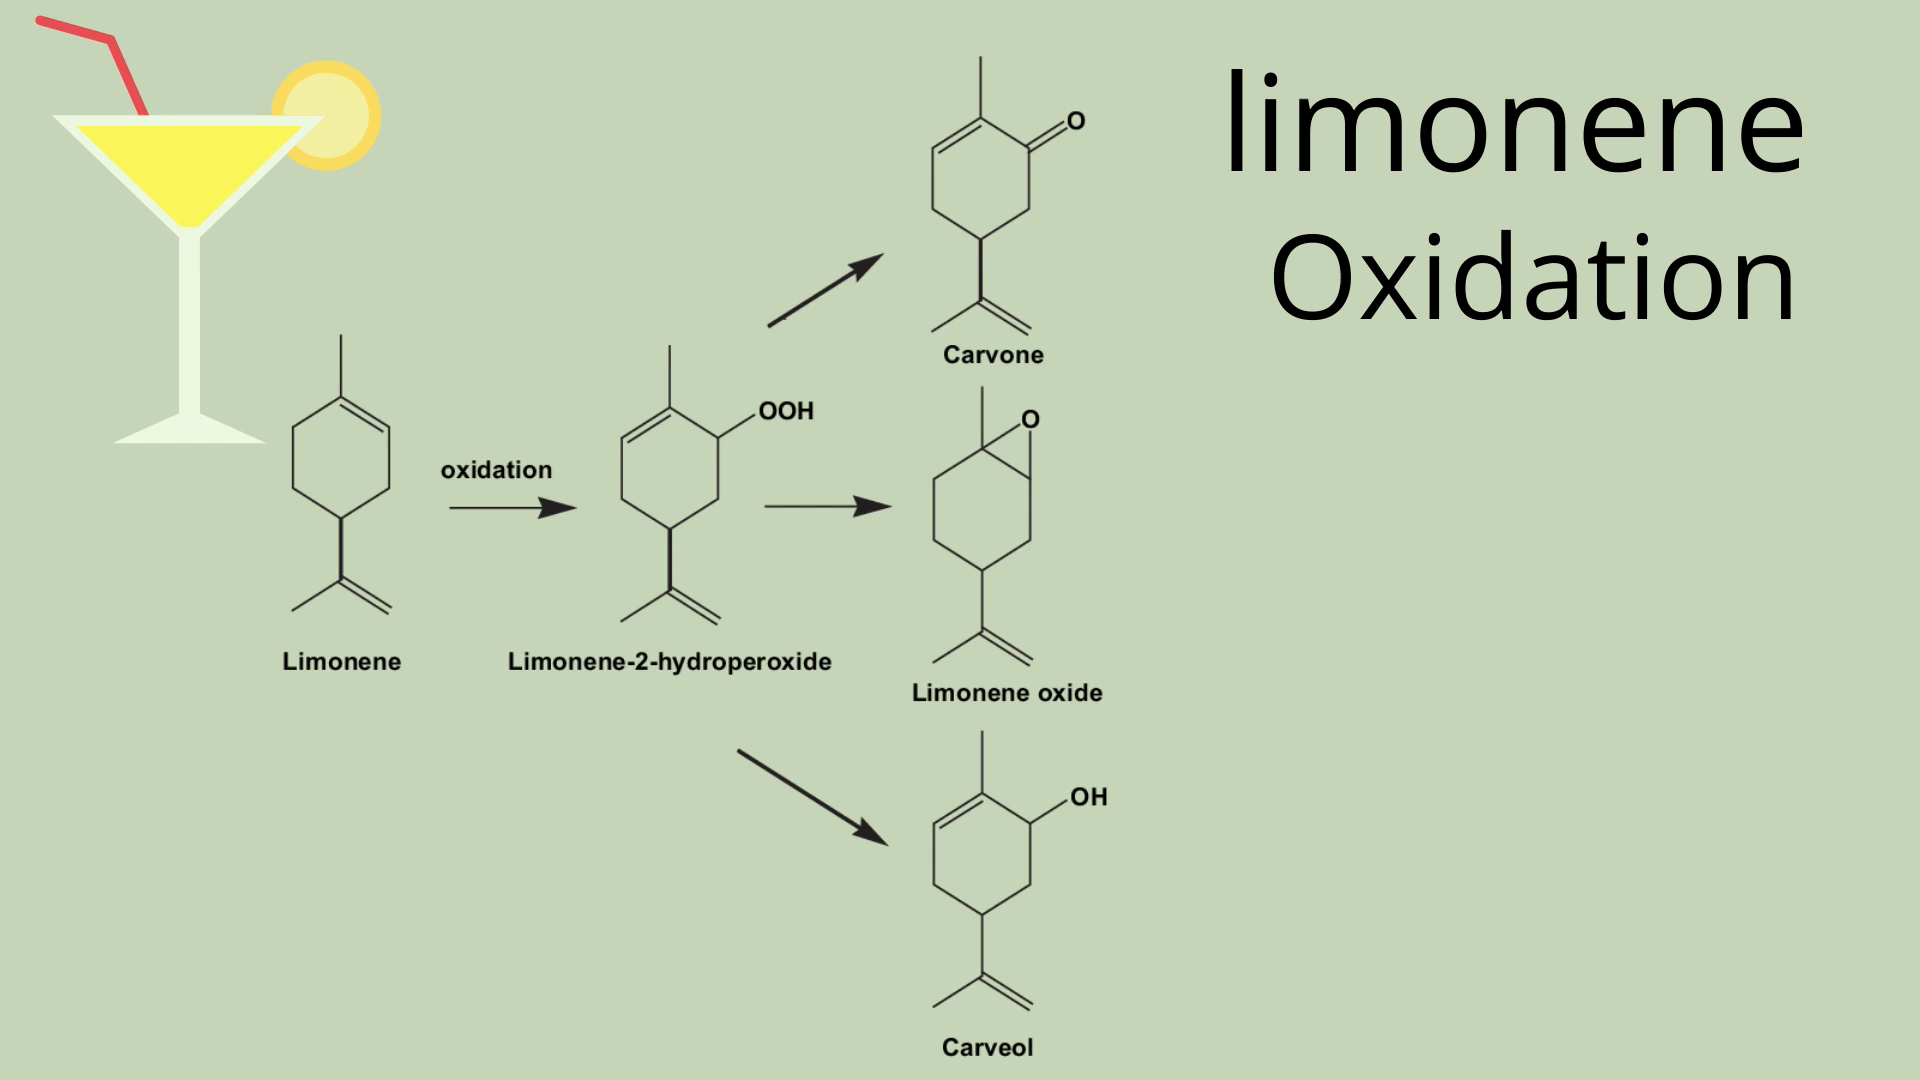 limonene
Oxidation
O
Carvone
OOH
O
oxidation
Limonene
Limonene-2-hydroperoxide
Limonene oxide
OH
Carveol